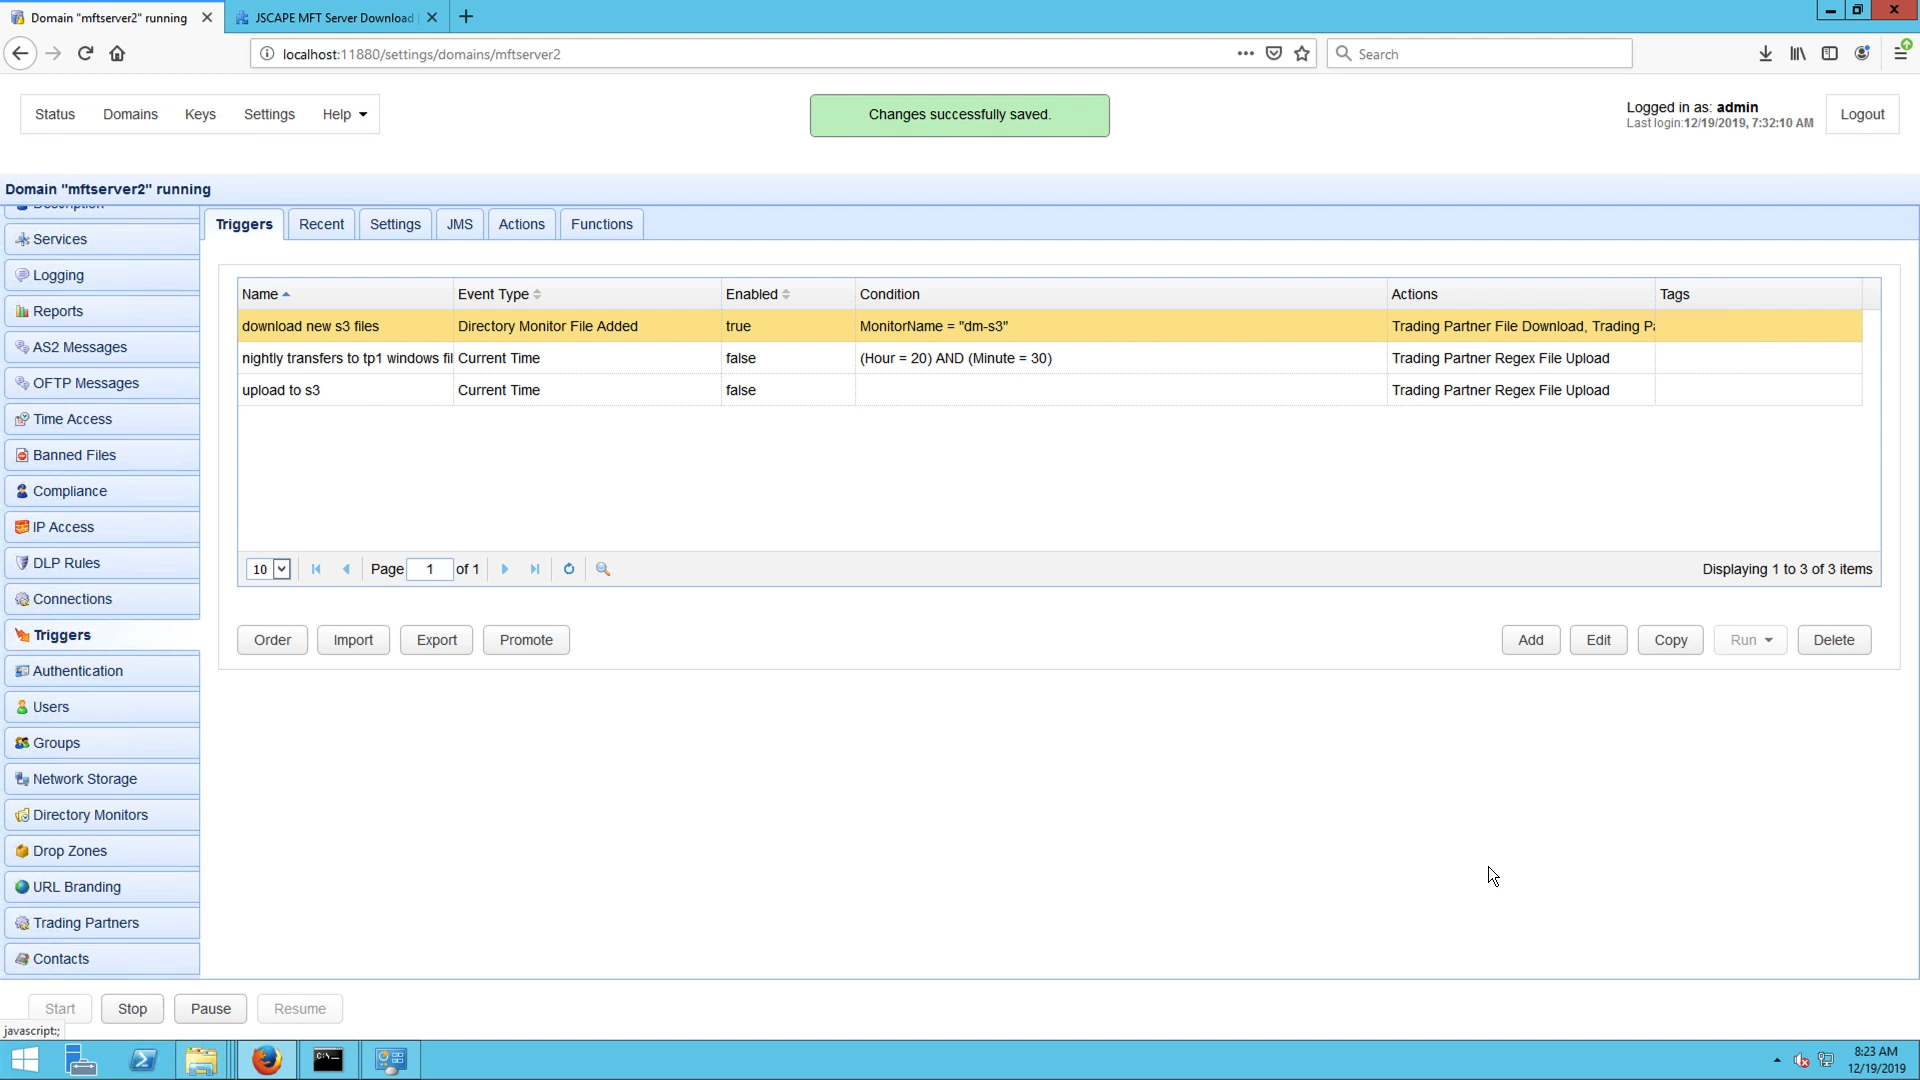 Domain "mftserver2" running
JSCAPE MFT Server Download
localhost:11880/settings/domains/mftserver2
Search
Status
Domains
Keys
Settings
Help
Changes successfully saved.
Logged in as: admin
Last login:12/19/2019, 7:32:10 AM
Logout
Domain "mftserver2" running
Description
Services
Logging
Reports
AS2 Messages
OFTP Messages
Time Access
Banned Files
Compliance
IP Access
DLP Rules
Connections
Triggers
Authentication
Users
Groups
Network Storage
Directory Monitors
Drop Zones
URL Branding
Trading Partners
Contacts
Triggers
Recent
Settings
JMS
Actions
Functions
Name
Event Type
Enabled
Condition
Actions
Tags
download new s3 files
Directory Monitor File Added
true
MonitorName = "dm-s3"
Trading Partner File Download, Trading Pa
nightly transfers to tp1 windows fil
Current Time
false
(Hour = 20) AND (Minute = 30)
Trading Partner Regex File Upload
upload to s3
Current Time
false
Trading Partner Regex File Upload
10
Page
1
of 1
Displaying 1 to 3 of 3 items
Order
Import
Export
Promote
Add
Edit
Copy
Run
Delete
Start
Stop
Pause
Resume
javascript:;
8:23 AM
12/19/2019